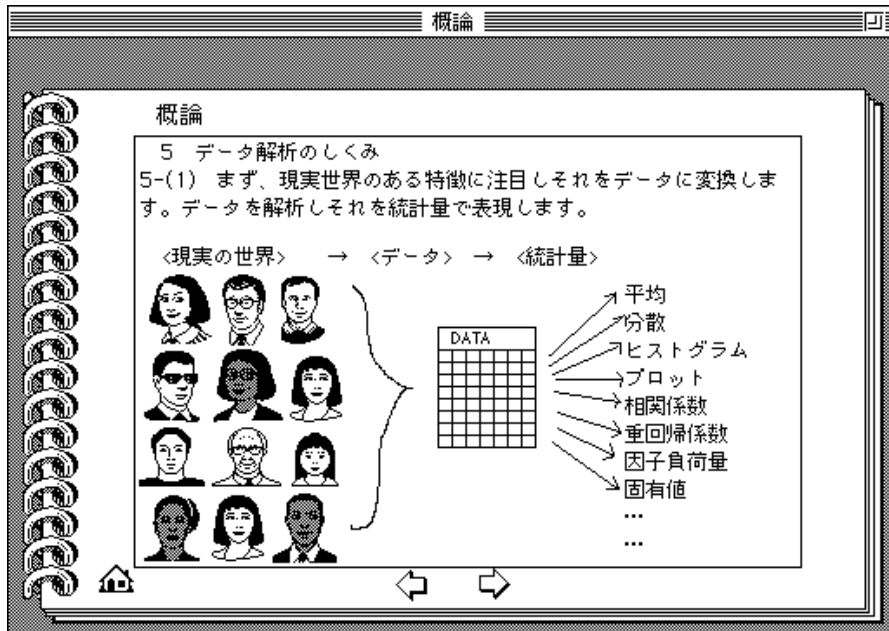 概論
概論
5 データ解析のしくみ
5-(1) まず、現実世界のある特徴に注目しそれをデータに変換しま
す。データを解析しそれを統計量で表現します。
<現実の世界> → <データ> → <統計量>
DATA
平均
分散
ヒストグラム
プロット
相関係数
重回帰係数
因子負荷量
固有値
…
…